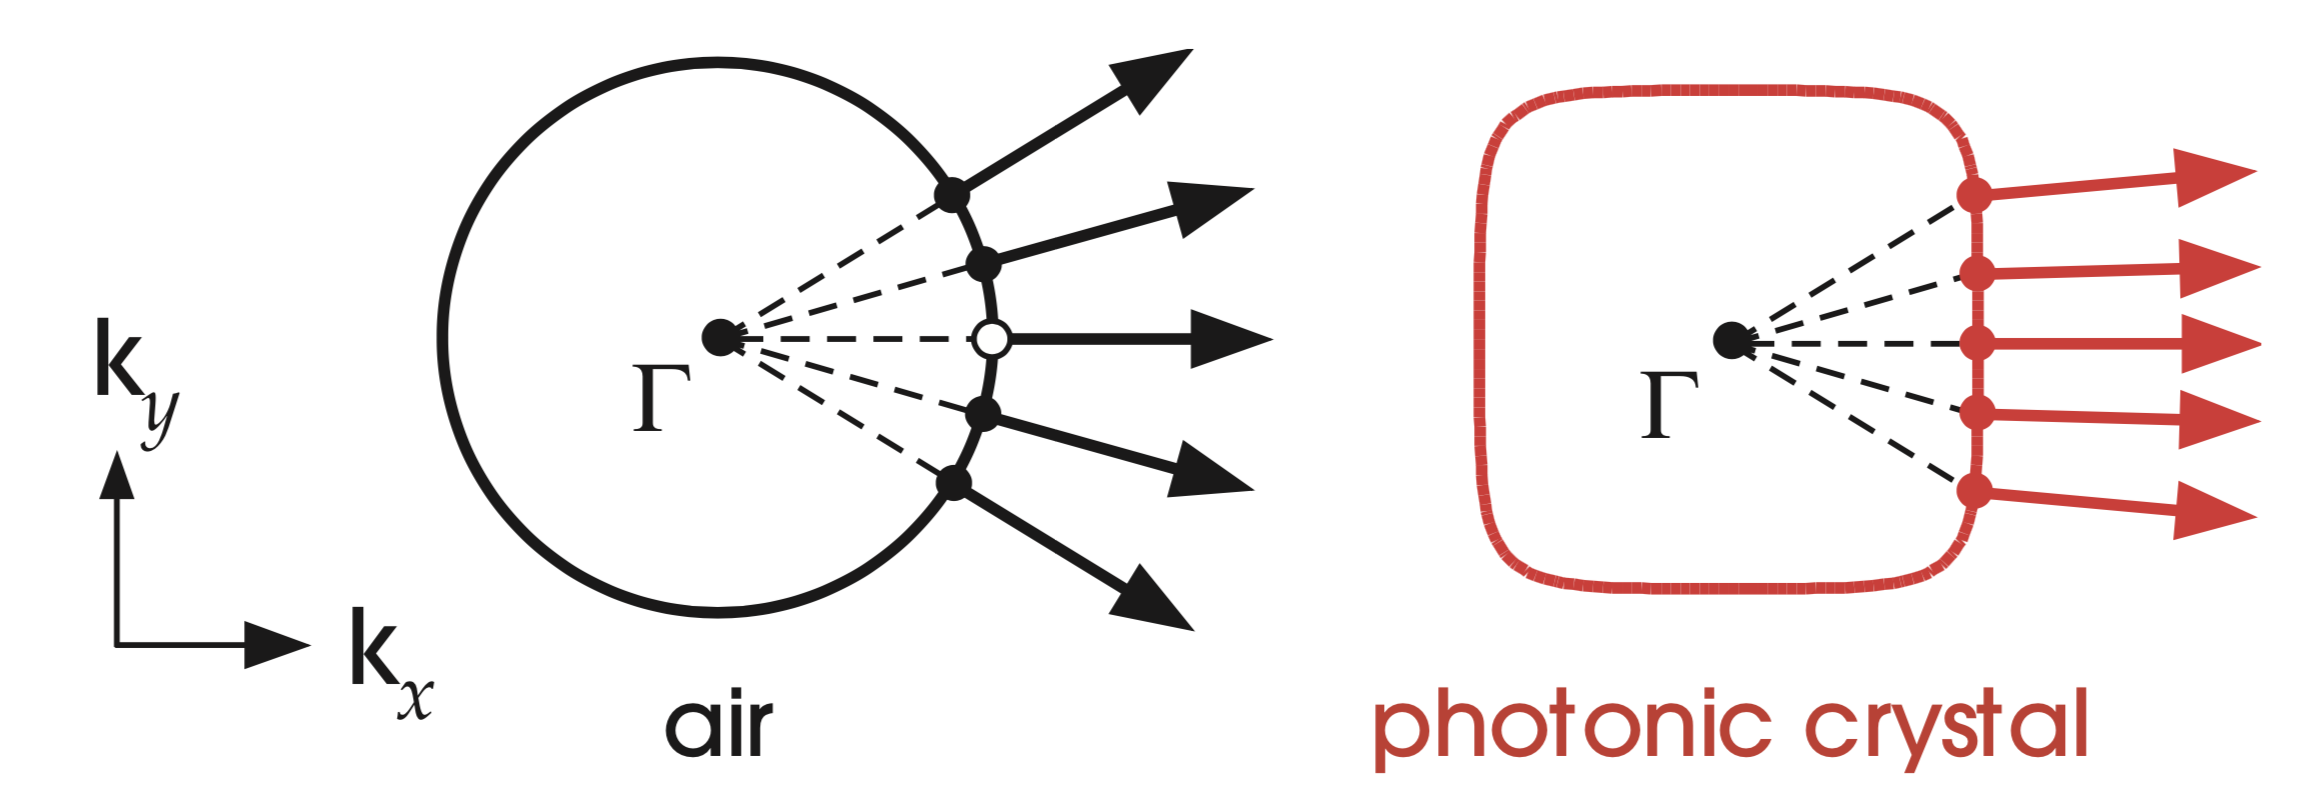 k_y
k_x
Γ
air
Γ
photonic crystal